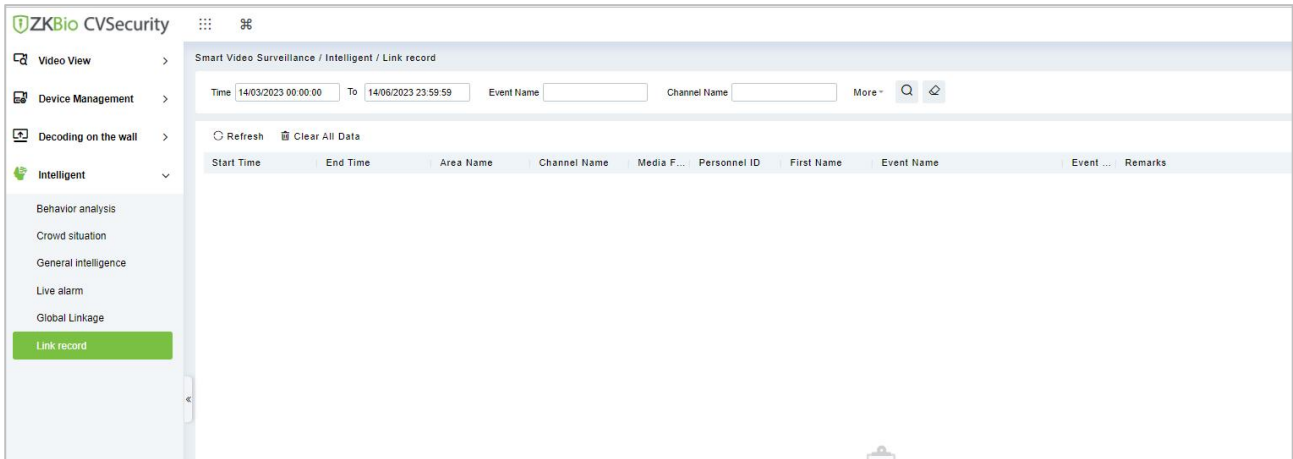 ZKBio CVSecurity
Video View
Device Management
Decoding on the wall
Intelligent
Behavior analysis
Crowd situation
General intelligence
Live alarm
Global Linkage
Link record
Smart Video Surveillance / Intelligent / Link record
Time 14/03/2023 00:00:00 To 14/06/2023 23:59:59 Event Name Channel Name More
Refresh Clear All Data
Start Time End Time Area Name Channel Name Media F... Personnel ID First Name Event Name Event ... Remarks